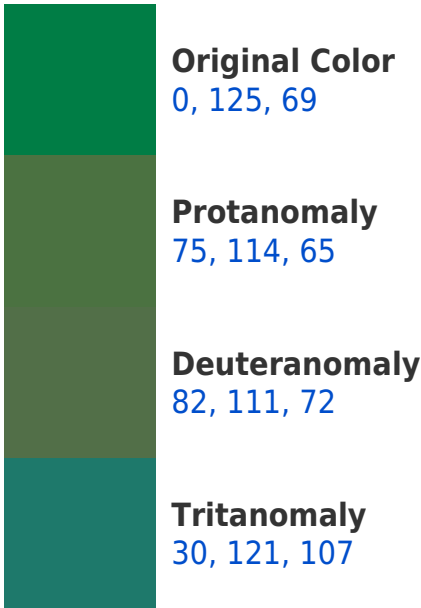 Original Color
0, 125, 69
Protanomaly
75, 114, 65
Deuteranomaly
82, 111, 72
Tritanomaly
30, 121, 107